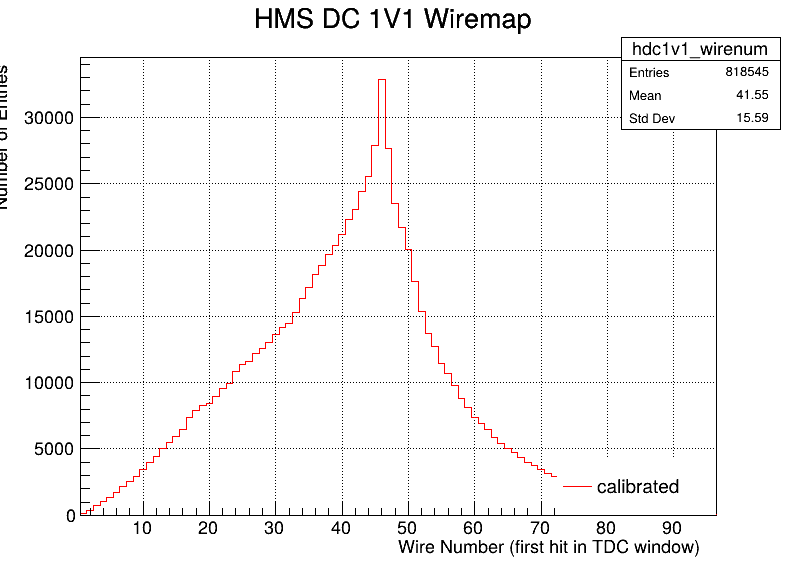 HMS DC 1V1 Wiremap
hdc1v1_wirenum
Entries 818545
Mean 41.55
Std Dev 15.59
Number of Entries
30000
25000
20000
15000
10000
5000
0
calibrated
10 20 30 40 50 60 70 80 90
Wire Number (first hit in TDC window)